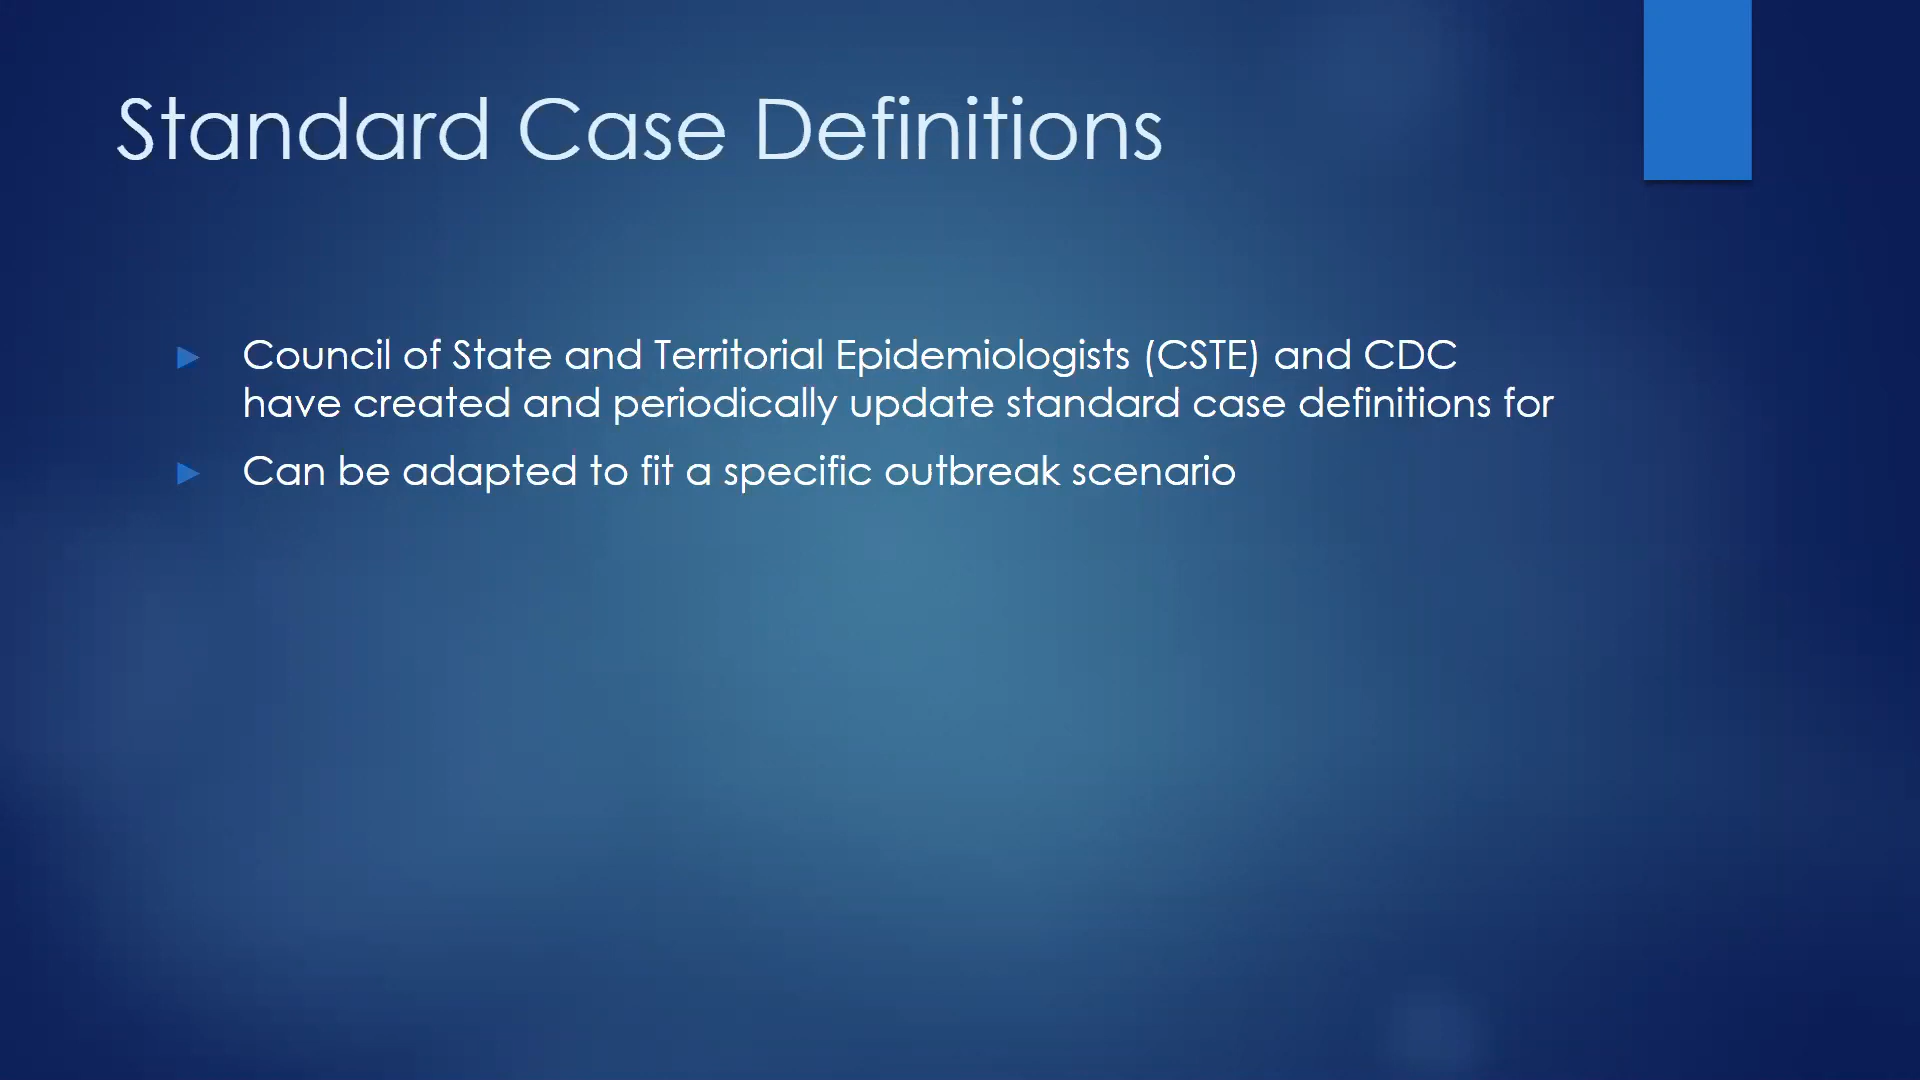 Standard Case Definitions
Council of State and Territorial Epidemiologists (CSTE) and CDC
have created and periodically update standard case definitions for
Can be adapted to fit a specific outbreak scenario